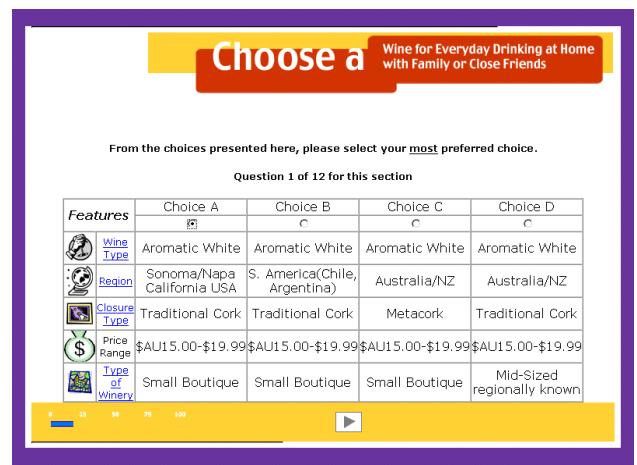 Choose a
Wine for Everyday Drinking at Home
with Family or Close Friends
From the choices presented here, please select your most preferred choice.
Question 1 of 12 for this section
Features
Choice A Choice B Choice C Choice D
Wine
Type
Aromatic White Aromatic White Aromatic White Aromatic White
Region
Sonoma/Napa
California USA
S. America(Chile,
Argentina)
Australia/NZ Australia/NZ
Closure
Type
Traditional Cork Traditional Cork Metacork Traditional Cork
$
Price
Range
$AU15.00-$19.99 $AU15.00-$19.99 $AU15.00-$19.99 $AU15.00-$19.99
Type
of
Winery
Small Boutique Small Boutique Small Boutique
Mid-Sized
regionally known
0 25 50 75 100